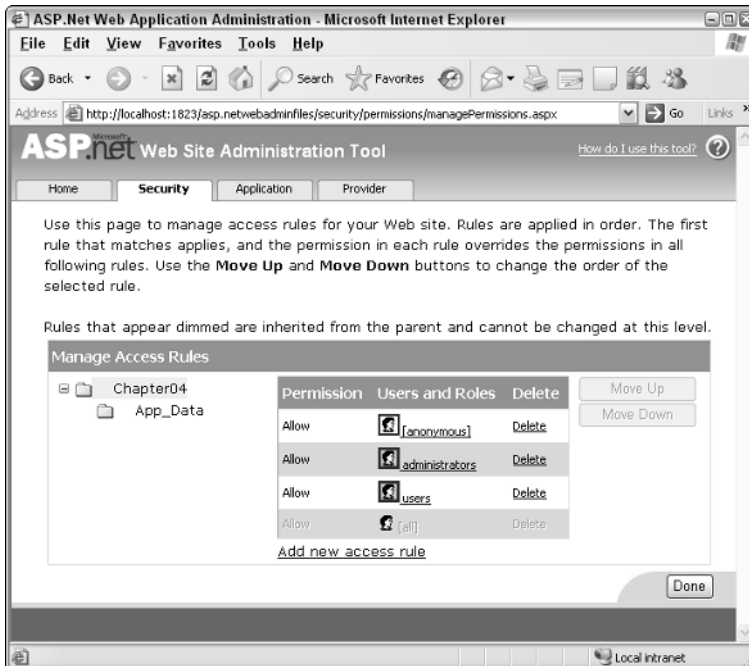 ASP.Net Web Application Administration - Microsoft Internet Explorer
File Edit View Favorites Tools Help
Back Search Favorites
Address http://localhost:1823/asp.netwebadminfiles/security/permissions/managePermissions.aspx Go Links »
Microsoft
ASP.net Web Site Administration Tool How do I use this tool? ?
Home Security Application Provider
Use this page to manage access rules for your Web site. Rules are applied in order. The first
rule that matches applies, and the permission in each rule overrides the permissions in all
following rules. Use the Move Up and Move Down buttons to change the order of the
selected rule.
Rules that appear dimmed are inherited from the parent and cannot be changed at this level.
Manage Access Rules
Chapter04
App_Data
Permission Users and Roles Delete
Allow [anonymous] Delete
Allow administrators Delete
Allow users Delete
Allow [all] Delete
Add new access rule
Move Up
Move Down
Done
Local intranet